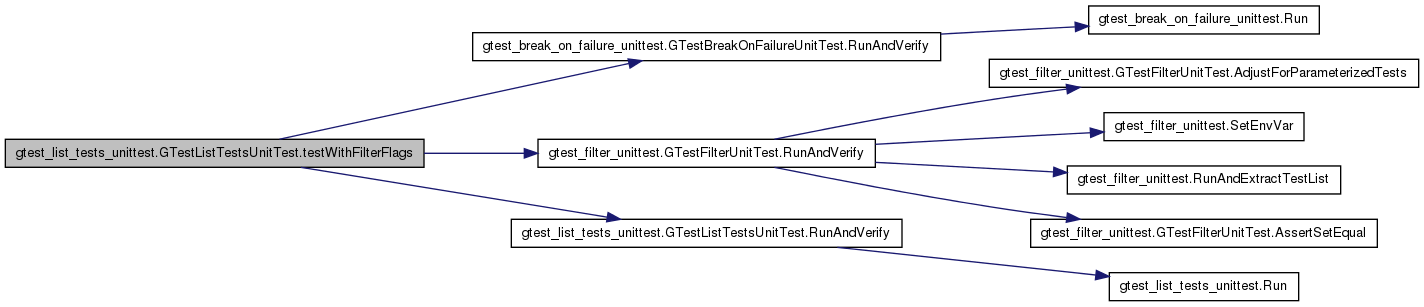 gtest_list_tests_unittest.GTestListTestsUnitTest.testWithFilterFlags
gtest_break_on_failure_unittest.GTestBreakOnFailureUnitTest.RunAndVerify
gtest_break_on_failure_unittest.Run
gtest_filter_unittest.GTestFilterUnitTest.RunAndVerify
gtest_filter_unittest.GTestFilterUnitTest.AdjustForParameterizedTests
gtest_filter_unittest.SetEnvVar
gtest_filter_unittest.RunAndExtractTestList
gtest_filter_unittest.GTestFilterUnitTest.AssertSetEqual
gtest_list_tests_unittest.GTestListTestsUnitTest.RunAndVerify
gtest_list_tests_unittest.Run